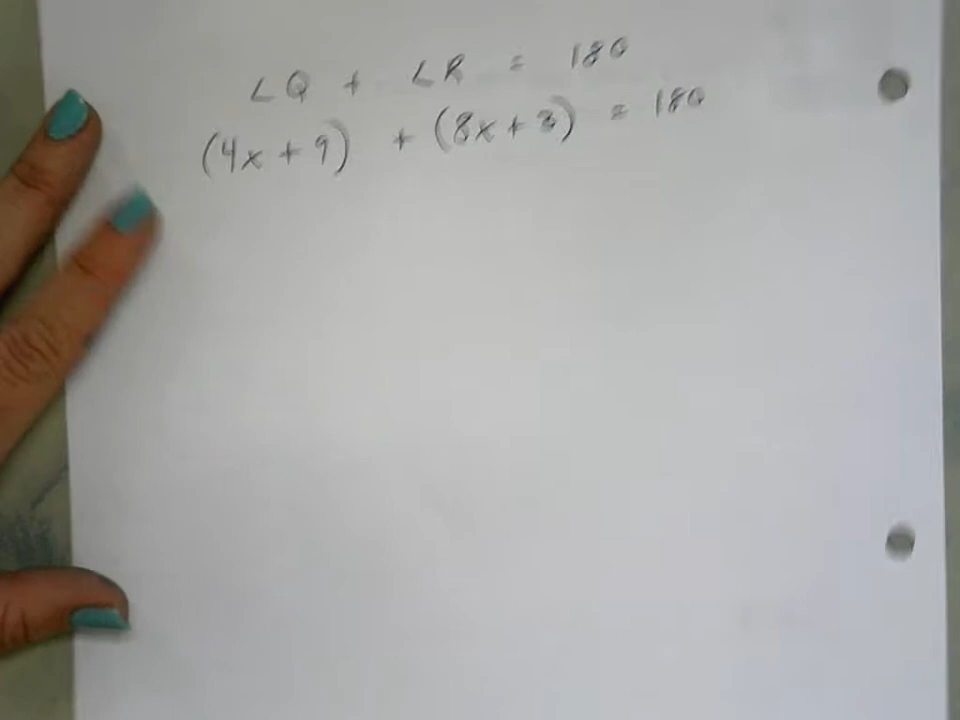 ∠Q + ∠R = 180
(4x + 9) + (8x + 3) = 180